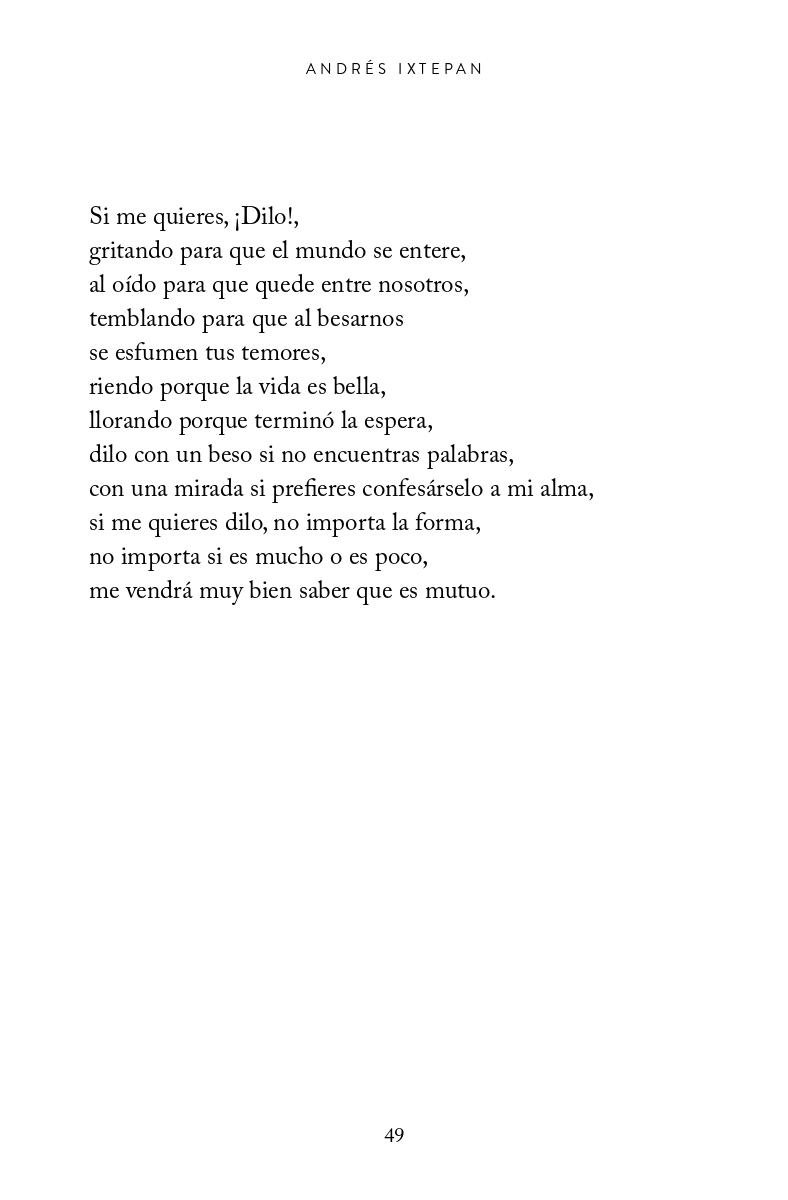 ANDRÉS IXTEPAN
Si me quieres, ¡Dilo!,
gritando para que el mundo se entere,
al oído para que quede entre nosotros,
temblando para que al besarnos
se esfumen tus temores,
riendo porque la vida es bella,
llorando porque terminó la espera,
dilo con un beso si no encuentras palabras,
con una mirada si prefieres confesárselo a mi alma,
si me quieres dilo, no importa la forma,
no importa si es mucho o es poco,
me vendrá muy bien saber que es mutuo.
49